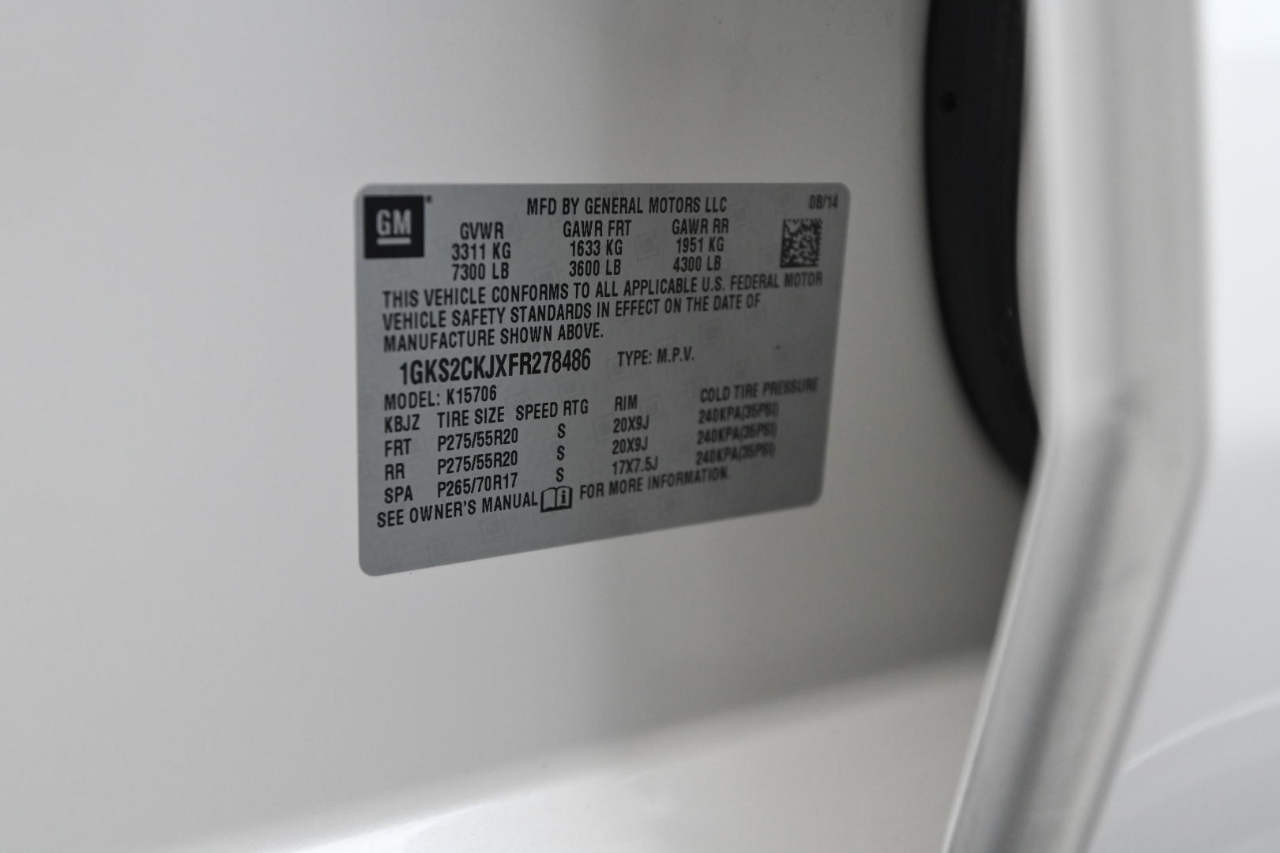 GM
MFD BY GENERAL MOTORS LLC 08/14
GVWR GAWR FRT GAWR RR
3311 KG 1633 KG 1951 KG
7300 LB 3600 LB 4300 LB
THIS VEHICLE CONFORMS TO ALL APPLICABLE U.S. FEDERAL MOTOR
VEHICLE SAFETY STANDARDS IN EFFECT ON THE DATE OF
MANUFACTURE SHOWN ABOVE.
1GKS2CKJXFR278486 TYPE: M.P.V.
MODEL: K15706
KBJZ TIRE SIZE SPEED RTG RIM COLD TIRE PRESSURE
FRT P275/55R20 S 20X9J 240KPA(35PSI)
RR P275/55R20 S 20X9J 240KPA(35PSI)
SPA P265/70R17 S 17X7.5J 240KPA(35PSI)
SEE OWNER'S MANUAL FOR MORE INFORMATION.